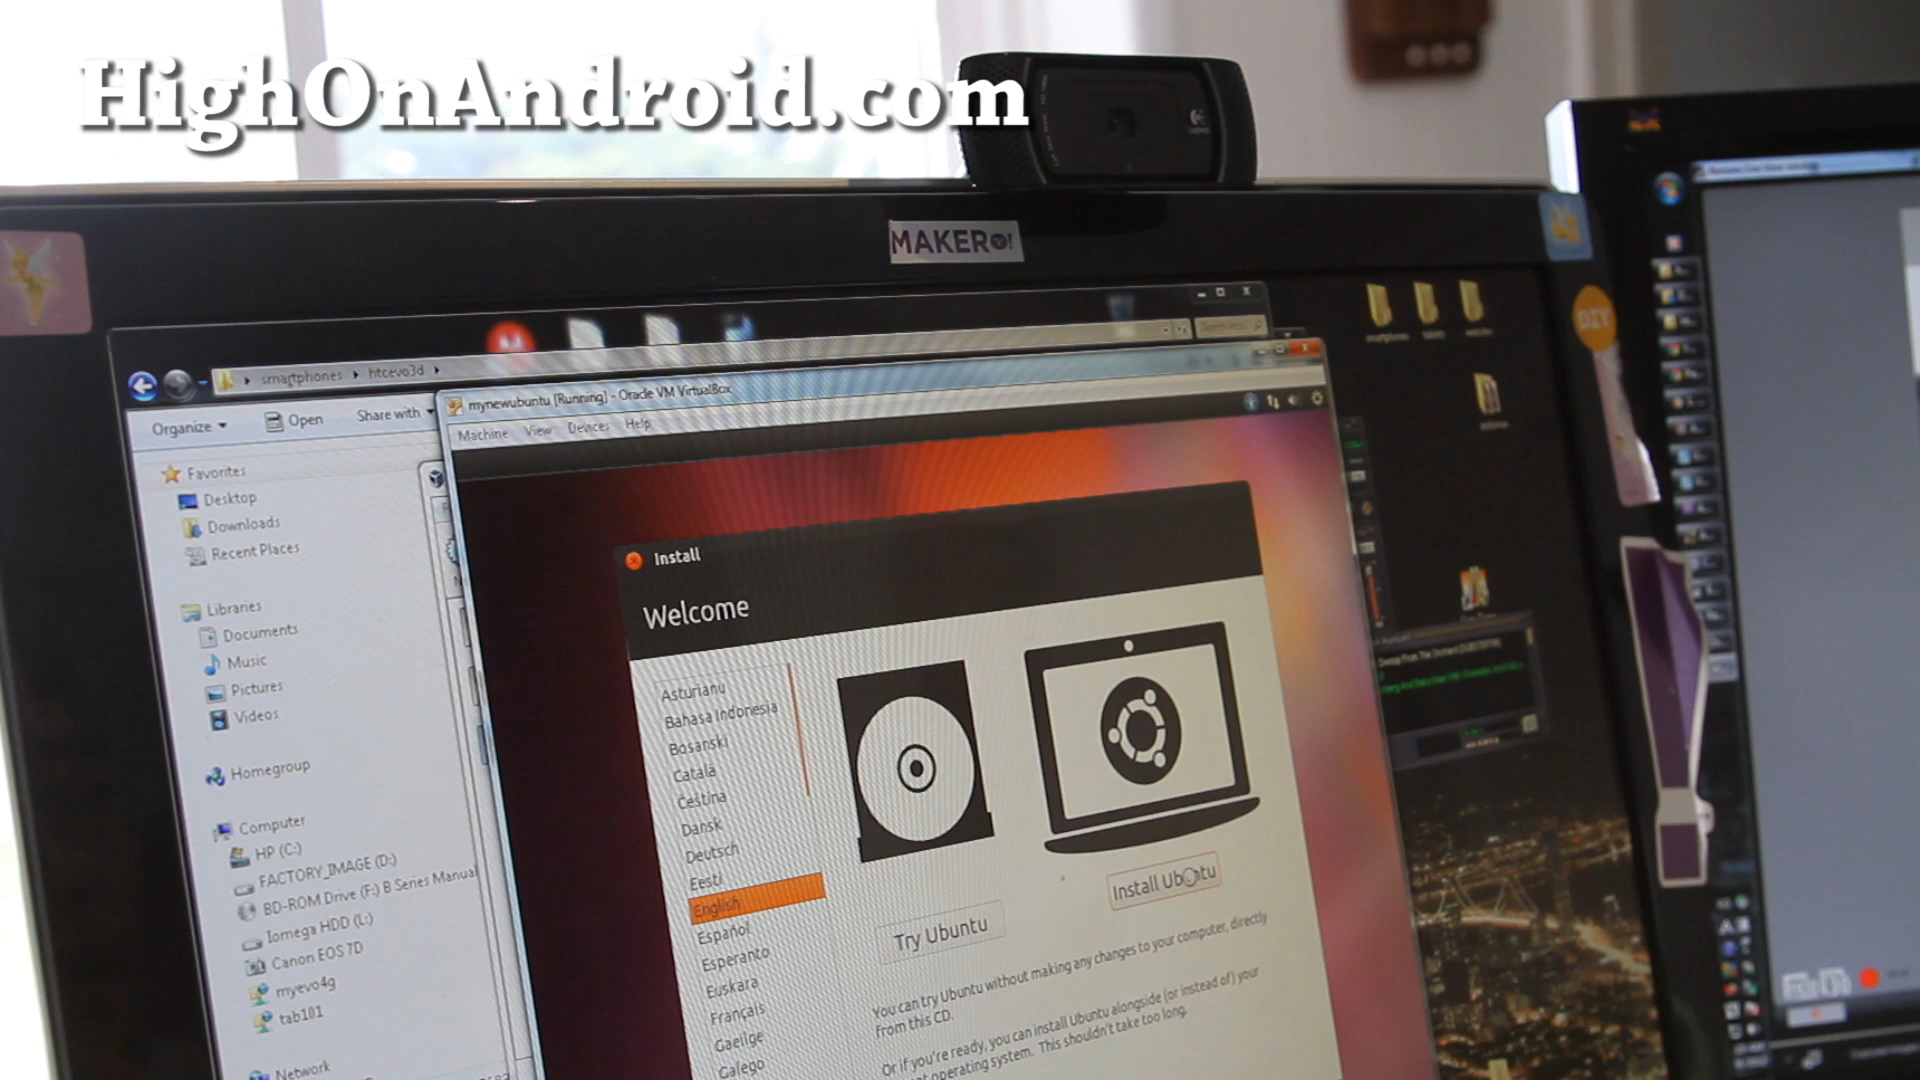 HighOnAndroid.com
MAKER
DIY
smartphones
htcevo3d
Organize
Open
Share with
Favorites
Desktop
Downloads
Recent Places
Libraries
Documents
Music
Pictures
Videos
Homegroup
Computer
HP (C:)
FACTORY_IMAGE (D:)
BD-ROM Drive (F:) B Series Manual
Iomega HDD (L:)
Canon EOS 7D
myevo4g
tab101
Network
mynewubuntu [Running] - Oracle VM VirtualBox
Machine View Devices Help
Install
Welcome
Asturianu
Bahasa Indonesia
Bosanski
Català
Čeština
Dansk
Deutsch
Eesti
English
Español
Esperanto
Euskara
Français
Gaeilge
Galego
Try Ubuntu
Install Ubuntu
You can try Ubuntu without making any changes to your computer, directly
from this CD.
Or if you're ready, you can install Ubuntu alongside (or instead of) your
operating system. This shouldn't take too long.